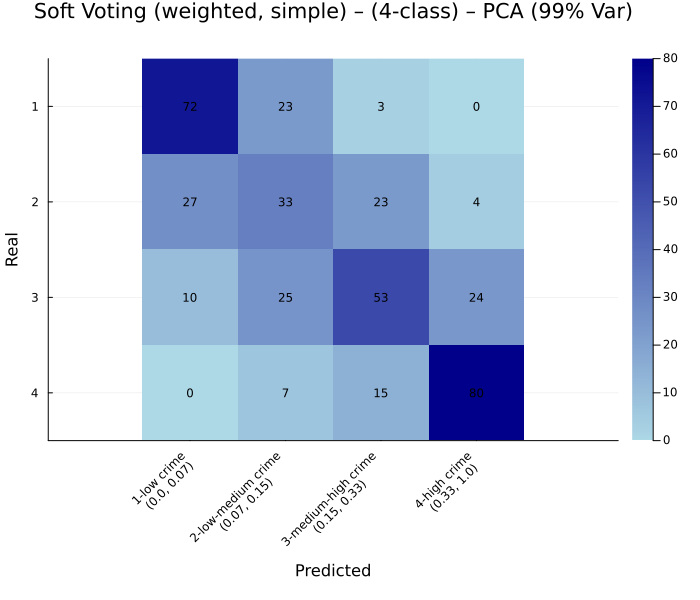 Soft Voting (weighted, simple) – (4-class) – PCA (99% Var)
80
1 72 23 3 0
70
60
2 27 33 23 4
50
40
Real
3 10 25 53 24
30
20
4 0 7 15 80
10
0
1-low crime
(0.0, 0.07)
2-low-medium crime
(0.07, 0.15)
3-medium-high crime
(0.15, 0.33)
4-high crime
(0.33, 1.0)
Predicted